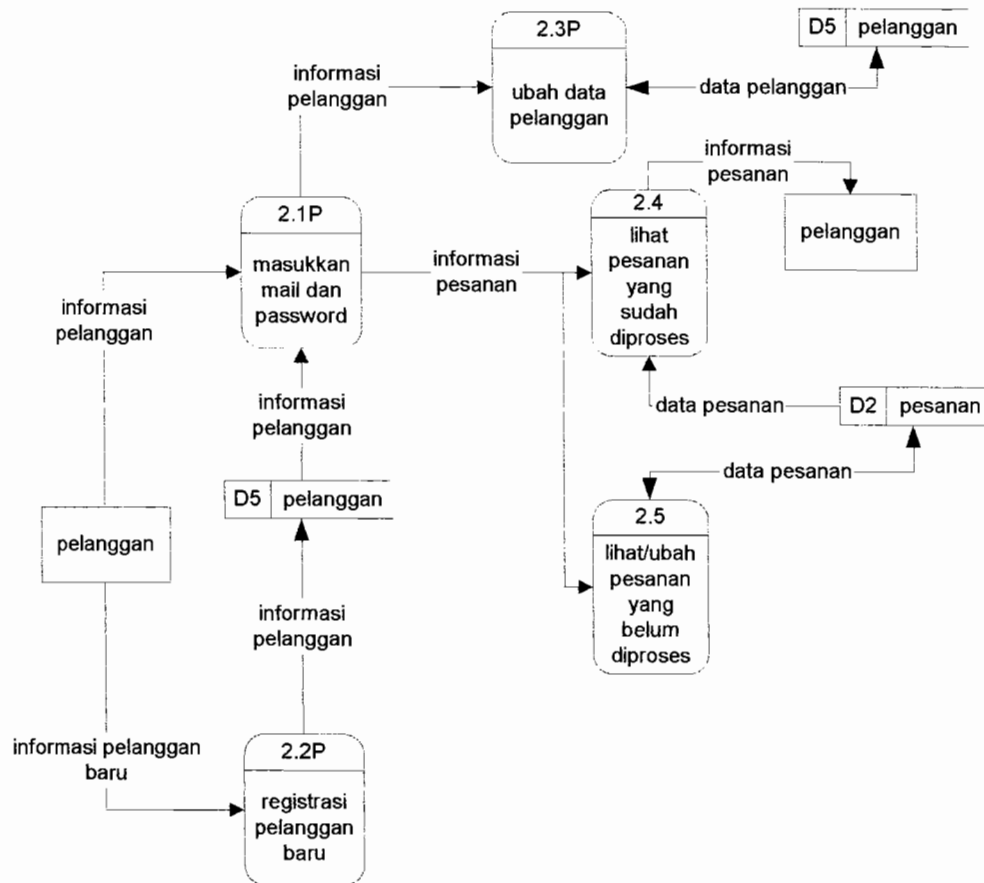 2.3P
ubah data
pelanggan
D5 pelanggan
informasi
pelanggan
data pelanggan
informasi
pesanan
2.1P
masukkan
mail dan
password
2.4
lihat
pesanan
yang
sudah
diproses
pelanggan
informasi
pesanan
informasi
pelanggan
informasi
pelanggan
data pesanan
D2 pesanan
data pesanan
D5 pelanggan
pelanggan
2.5
lihat/ubah
pesanan
yang
belum
diproses
informasi
pelanggan
informasi pelanggan
baru
2.2P
registrasi
pelanggan
baru